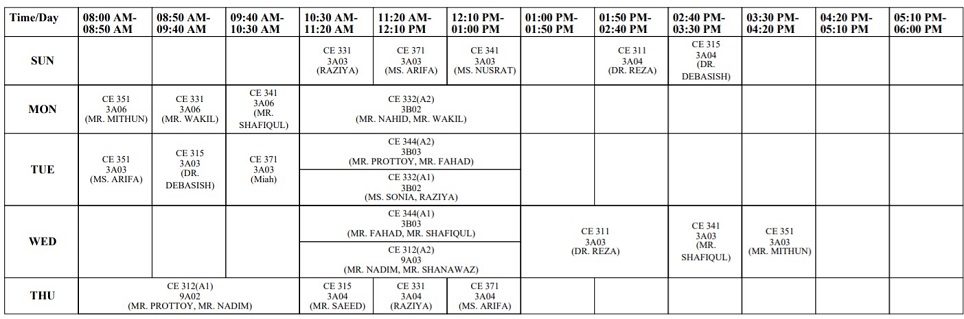 Time/Day
08:00 AM-
08:50 AM
08:50 AM-
09:40 AM
09:40 AM-
10:30 AM
10:30 AM-
11:20 AM
11:20 AM-
12:10 PM
12:10 PM-
01:00 PM
01:00 PM-
01:50 PM
01:50 PM-
02:40 PM
02:40 PM-
03:30 PM
03:30 PM-
04:20 PM
04:20 PM-
05:10 PM
05:10 PM-
06:00 PM
SUN
CE 331
3A03
(RAZIYA)
CE 371
3A03
(MS. ARIFA)
CE 341
3A03
(MS. NUSRAT)
CE 311
3A04
(DR. REZA)
CE 315
3A04
(DR.
DEBASISH)
MON
CE 351
3A06
(MR. MITHUN)
CE 331
3A06
(MR. WAKIL)
CE 341
3A06
(MR.
SHAFIQUL)
CE 332(A2)
3B02
(MR. NAHID, MR. WAKIL)
TUE
CE 351
3A03
(MS. ARIFA)
CE 315
3A03
(DR.
DEBASISH)
CE 371
3A03
(Miah)
CE 344(A2)
3B03
(MR. PROTTOY, MR. FAHAD)
CE 332(A1)
3B02
(MS. SONIA, RAZIYA)
WED
CE 344(A1)
3B03
(MR. FAHAD, MR. SHAFIQUL)
CE 312(A2)
9A03
(MR. NADIM, MR. SHANAWAZ)
CE 311
3A03
(DR. REZA)
CE 341
3A03
(MR.
SHAFIQUL)
CE 351
3A03
(MR. MITHUN)
THU
CE 312(A1)
9A02
(MR. PROTTOY, MR. NADIM)
CE 315
3A04
(MR. SAEED)
CE 331
3A04
(RAZIYA)
CE 371
3A04
(MS. ARIFA)